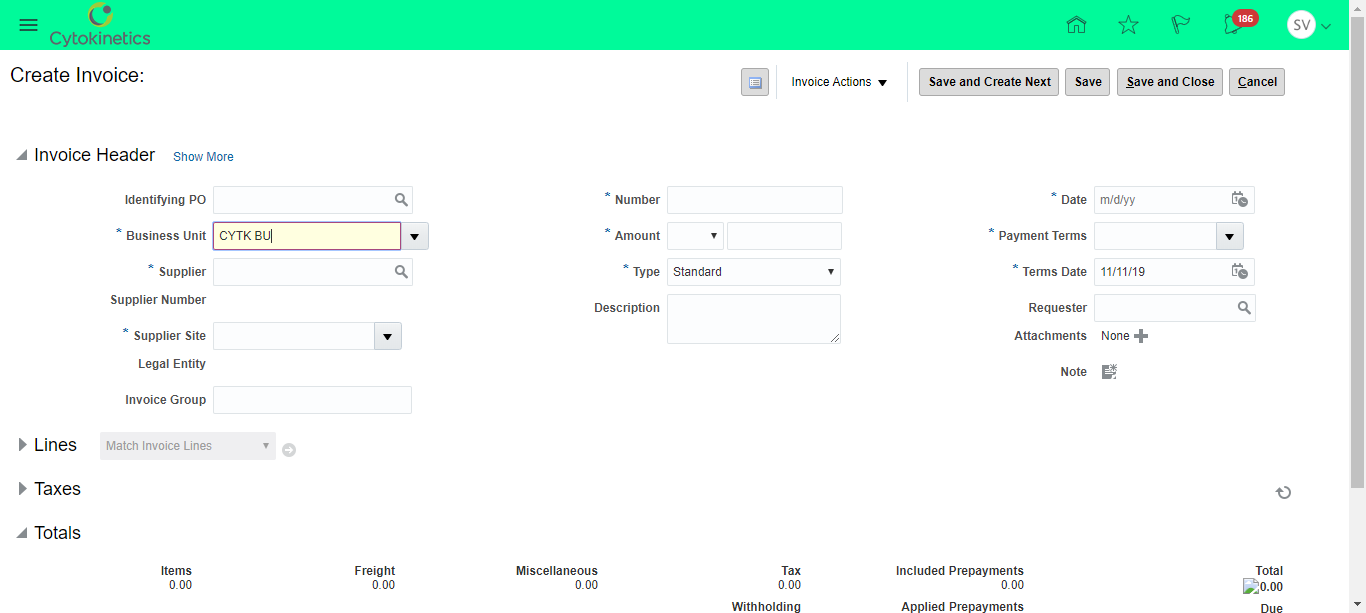 Cytokinetics
186
SV
Create Invoice:
Invoice Actions
Save and Create Next
Save
Save and Close
Cancel
Invoice Header
Show More
Identifying PO
* Number
* Date
m/d/yy
* Business Unit
CYTK BU
* Amount
* Payment Terms
* Supplier
* Type
Standard
* Terms Date
11/11/19
Supplier Number
Description
Requester
* Supplier Site
Attachments
None
Legal Entity
Note
Invoice Group
Lines
Match Invoice Lines
Taxes
Totals
Items
Freight
Miscellaneous
Tax
Included Prepayments
Total
0.00
0.00
0.00
0.00
0.00
0.00
Withholding
Applied Prepayments
Due